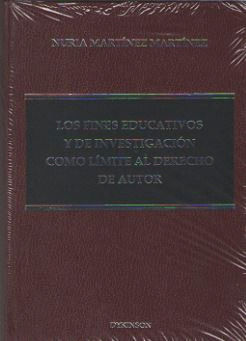 NURIA MARTÍNEZ MARTÍNEZ
LOS FINES EDUCATIVOS
Y DE INVESTIGACIÓN
COMO LÍMITE AL DERECHO
DE AUTOR
DYKINSON